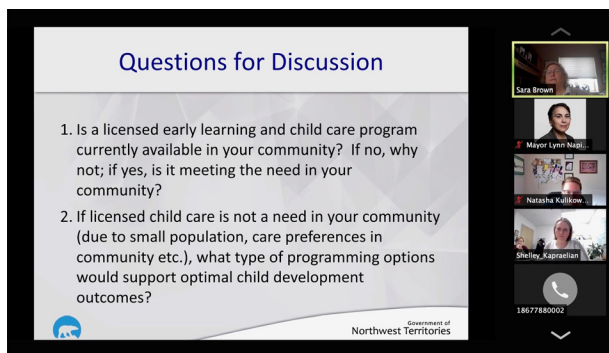 Questions for Discussion
1. Is a licensed early learning and child care program
currently available in your community? If no, why
not; if yes, is it meeting the need in your
community?
2. If licensed child care is not a need in your community
(due to small population, care preferences in
community etc.), what type of programming options
would support optimal child development
outcomes?
Government of
Northwest Territories
Sara Brown
Mayor Lynn Napi...
Natasha Kulikow...
Shelley_Kapraelian
18677880002